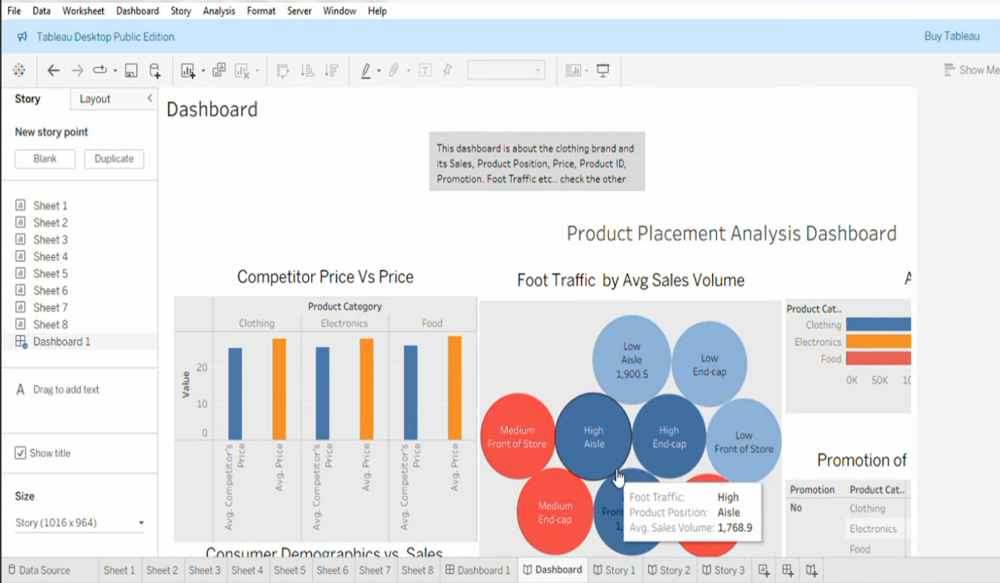 File Data Worksheet Dashboard Story Analysis Format Server Window Help
Tableau Desktop Public Edition
Buy Tableau
Show Me
Story Layout
New story point
Blank Duplicate
Sheet 1
Sheet 2
Sheet 3
Sheet 4
Sheet 5
Sheet 6
Sheet 7
Sheet 8
Dashboard 1
A Drag to add text
Show title
Size
Story (1016 x 964)
Dashboard
This dashboard is about the clothing brand and
its Sales, Product Position, Price, Product ID,
Promotion. Foot Traffic etc.. check the other
Product Placement Analysis Dashboard
Competitor Price Vs Price
Product Category
Clothing Electronics Food
Value
20
10
0
Avg. Competitor's
Price
Avg. Price
Avg. Competitor's
Price
Avg. Price
Avg. Competitor's
Price
Avg. Price
Consumer Demographics vs. Sales
Foot Traffic by Avg Sales Volume
Low
Aisle
1,900.5
Low
End-cap
Medium
Front of Store
High
Aisle
High
End-cap
Low
Front of Store
Medium
End-cap
Front
1,
Foot Traffic: High
Product Position: Aisle
Avg. Sales Volume: 1,768.9
A
Product Cat..
Clothing
Electronics
Food
0K 50K 10
Promotion of
Promotion Product Cat..
No Clothing
Electronics
Food
Data Source Sheet 1 Sheet 2 Sheet 3 Sheet 4 Sheet 5 Sheet 6 Sheet 7 Sheet 8 Dashboard 1 Dashboard Story 1 Story 2 Story 3